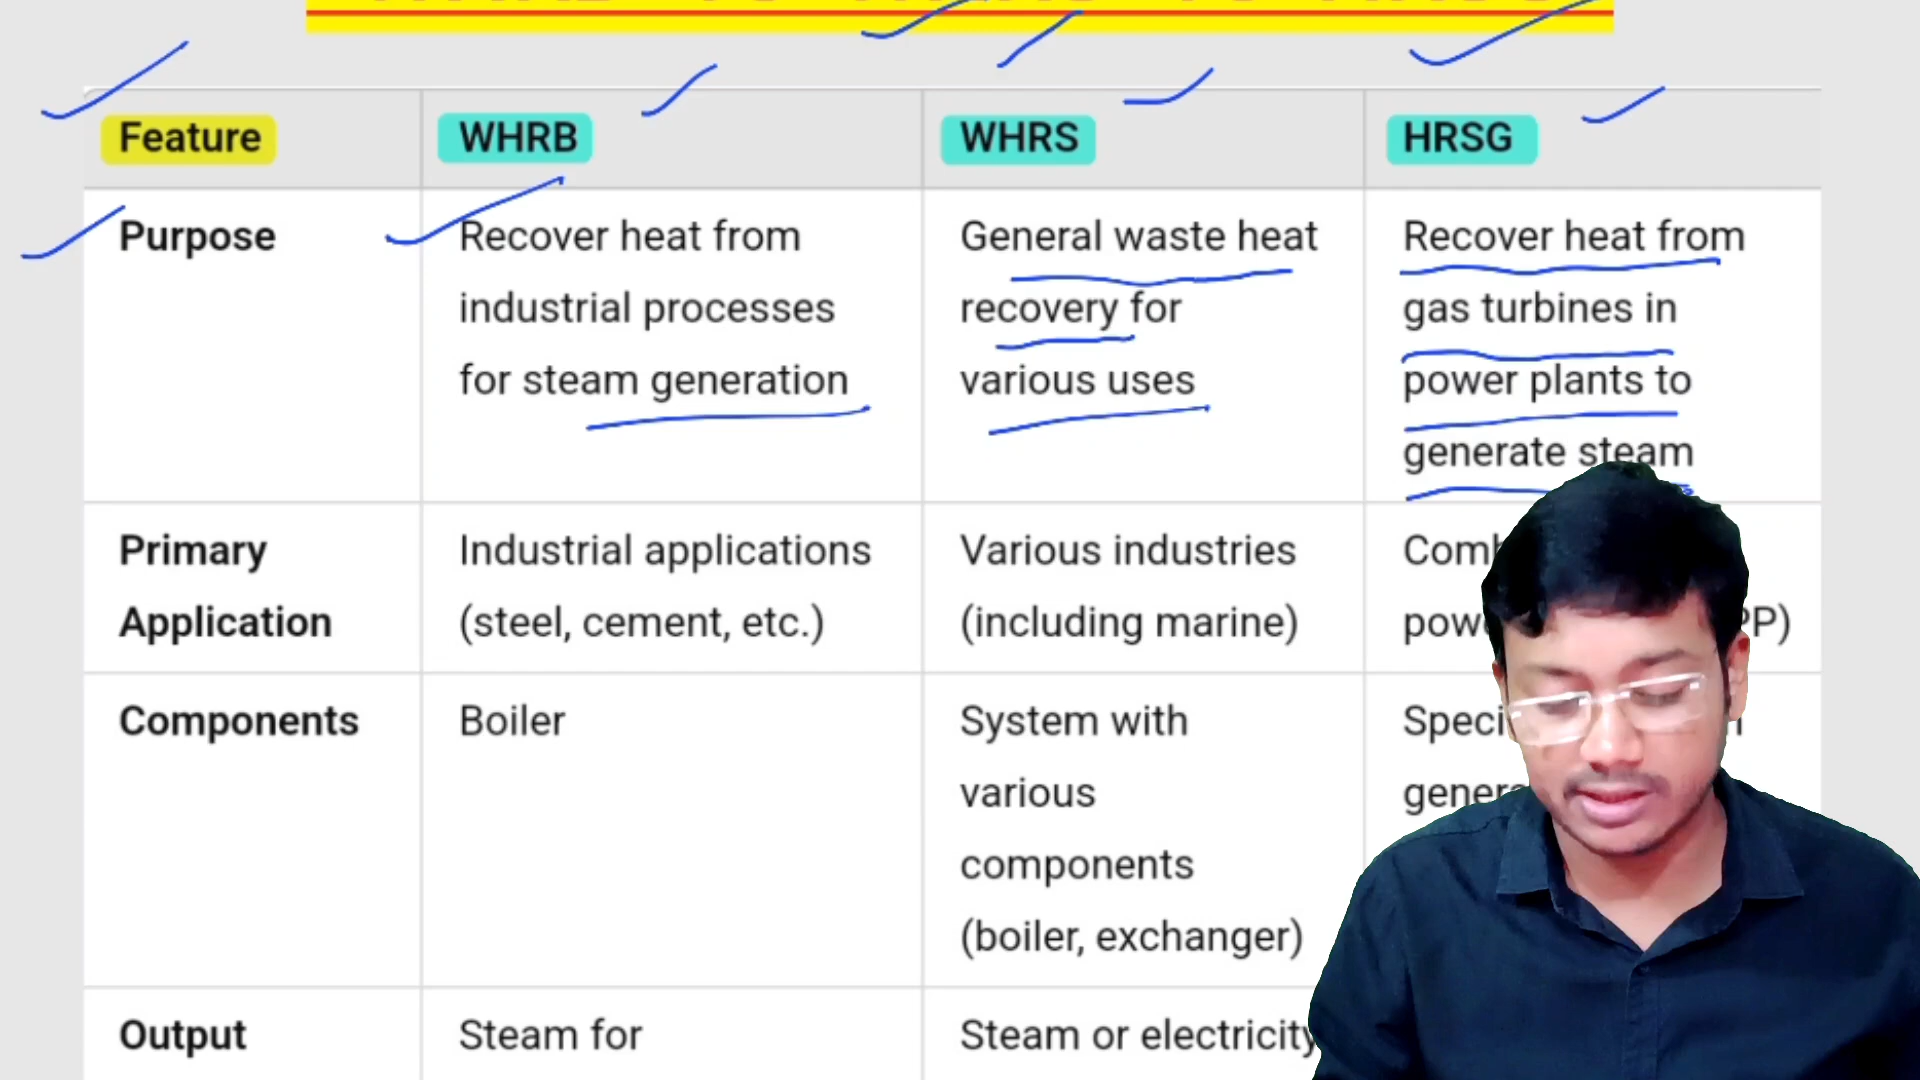 Feature WHRB WHRS HRSG
Purpose
Recover heat from
industrial processes
for steam generation
General waste heat
recovery for
various uses
Recover heat from
gas turbines in
power plants to
generate steam
Primary
Application
Industrial applications
(steel, cement, etc.)
Various industries
(including marine)
Components
Boiler
System with
various
components
(boiler, exchanger)
Output
Steam for
Steam or electricity